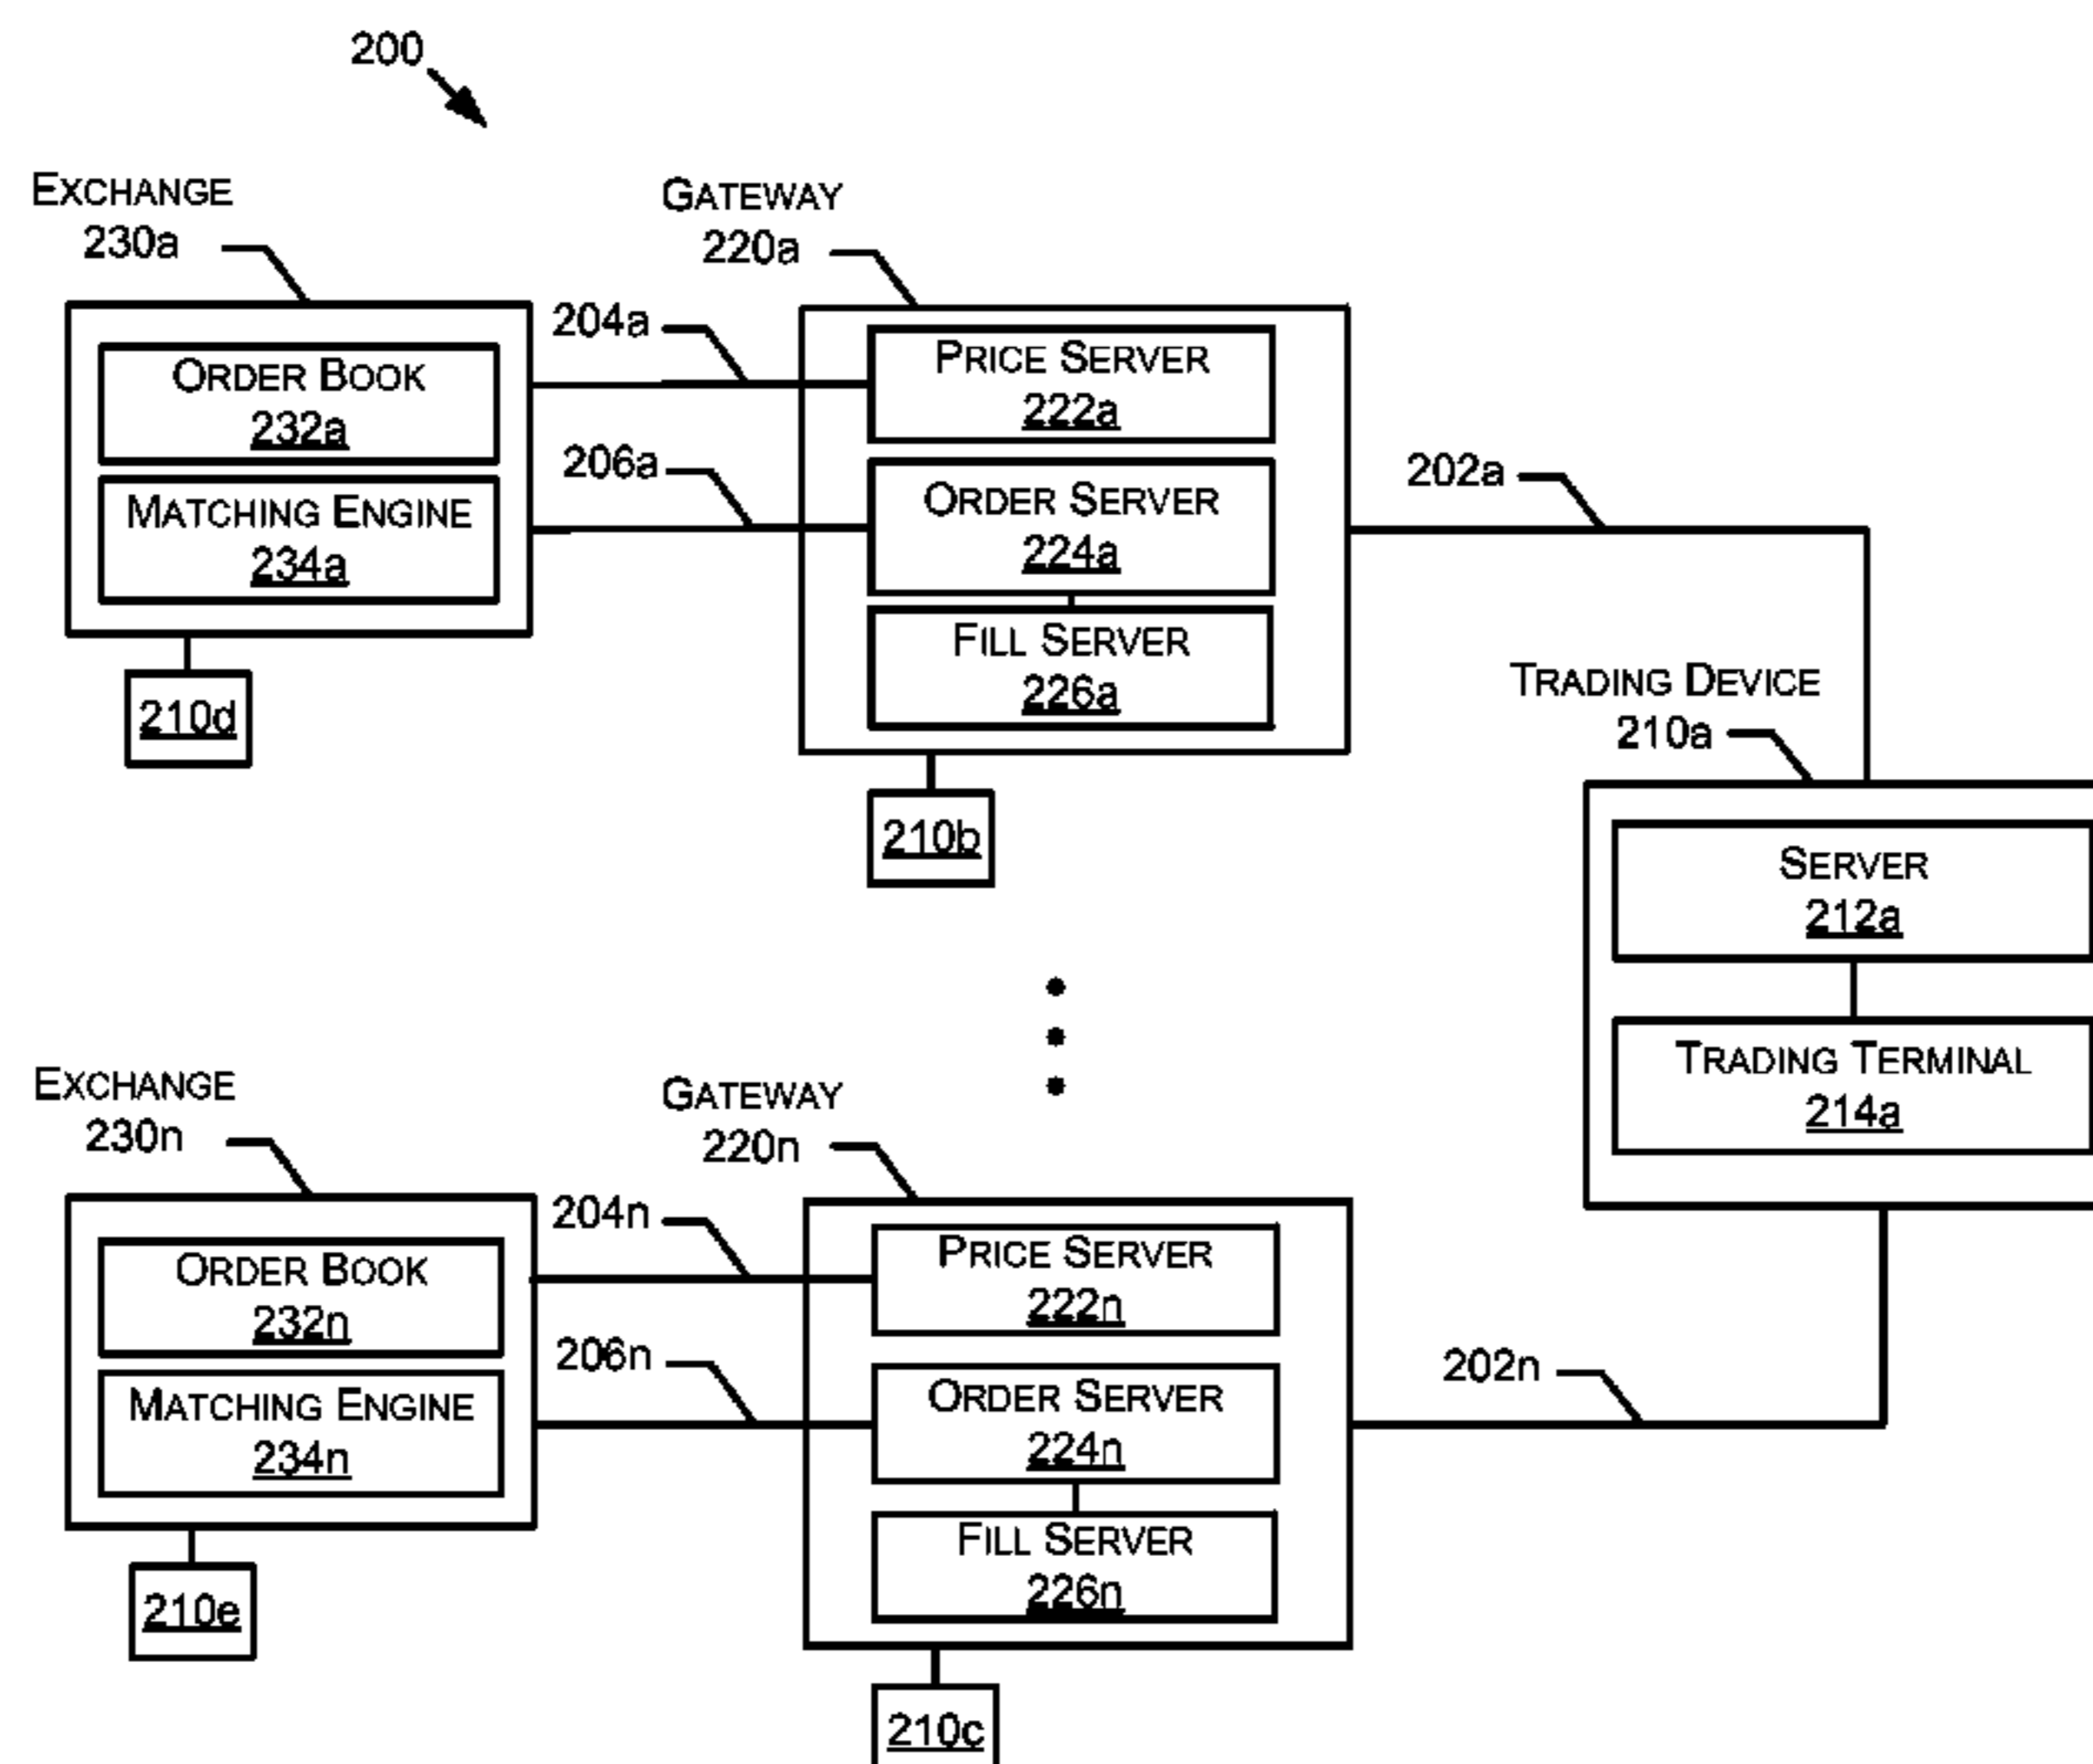 200
EXCHANGE
230a
GATEWAY
220a
204a
PRICE SERVER
222a
ORDER BOOK
232a
206a
202a
ORDER SERVER
224a
MATCHING ENGINE
234a
FILL SERVER
226a
210d
TRADING DEVICE
210a
210b
SERVER
212a
TRADING TERMINAL
214a
EXCHANGE
230n
GATEWAY
220n
204n
PRICE SERVER
222n
ORDER BOOK
232n
206n
202n
ORDER SERVER
224n
MATCHING ENGINE
234n
FILL SERVER
226n
210e
210c